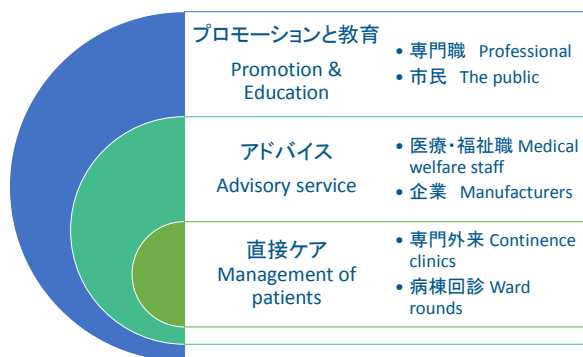 プロモーションと教育
Promotion &
Education
• 専門職 Professional
• 市民 The public
アドバイス
Advisory service
• 医療・福祉職 Medical
welfare staff
• 企業 Manufacturers
直接ケア
Management of
patients
• 専門外来 Continence
clinics
• 病棟回診 Ward
rounds